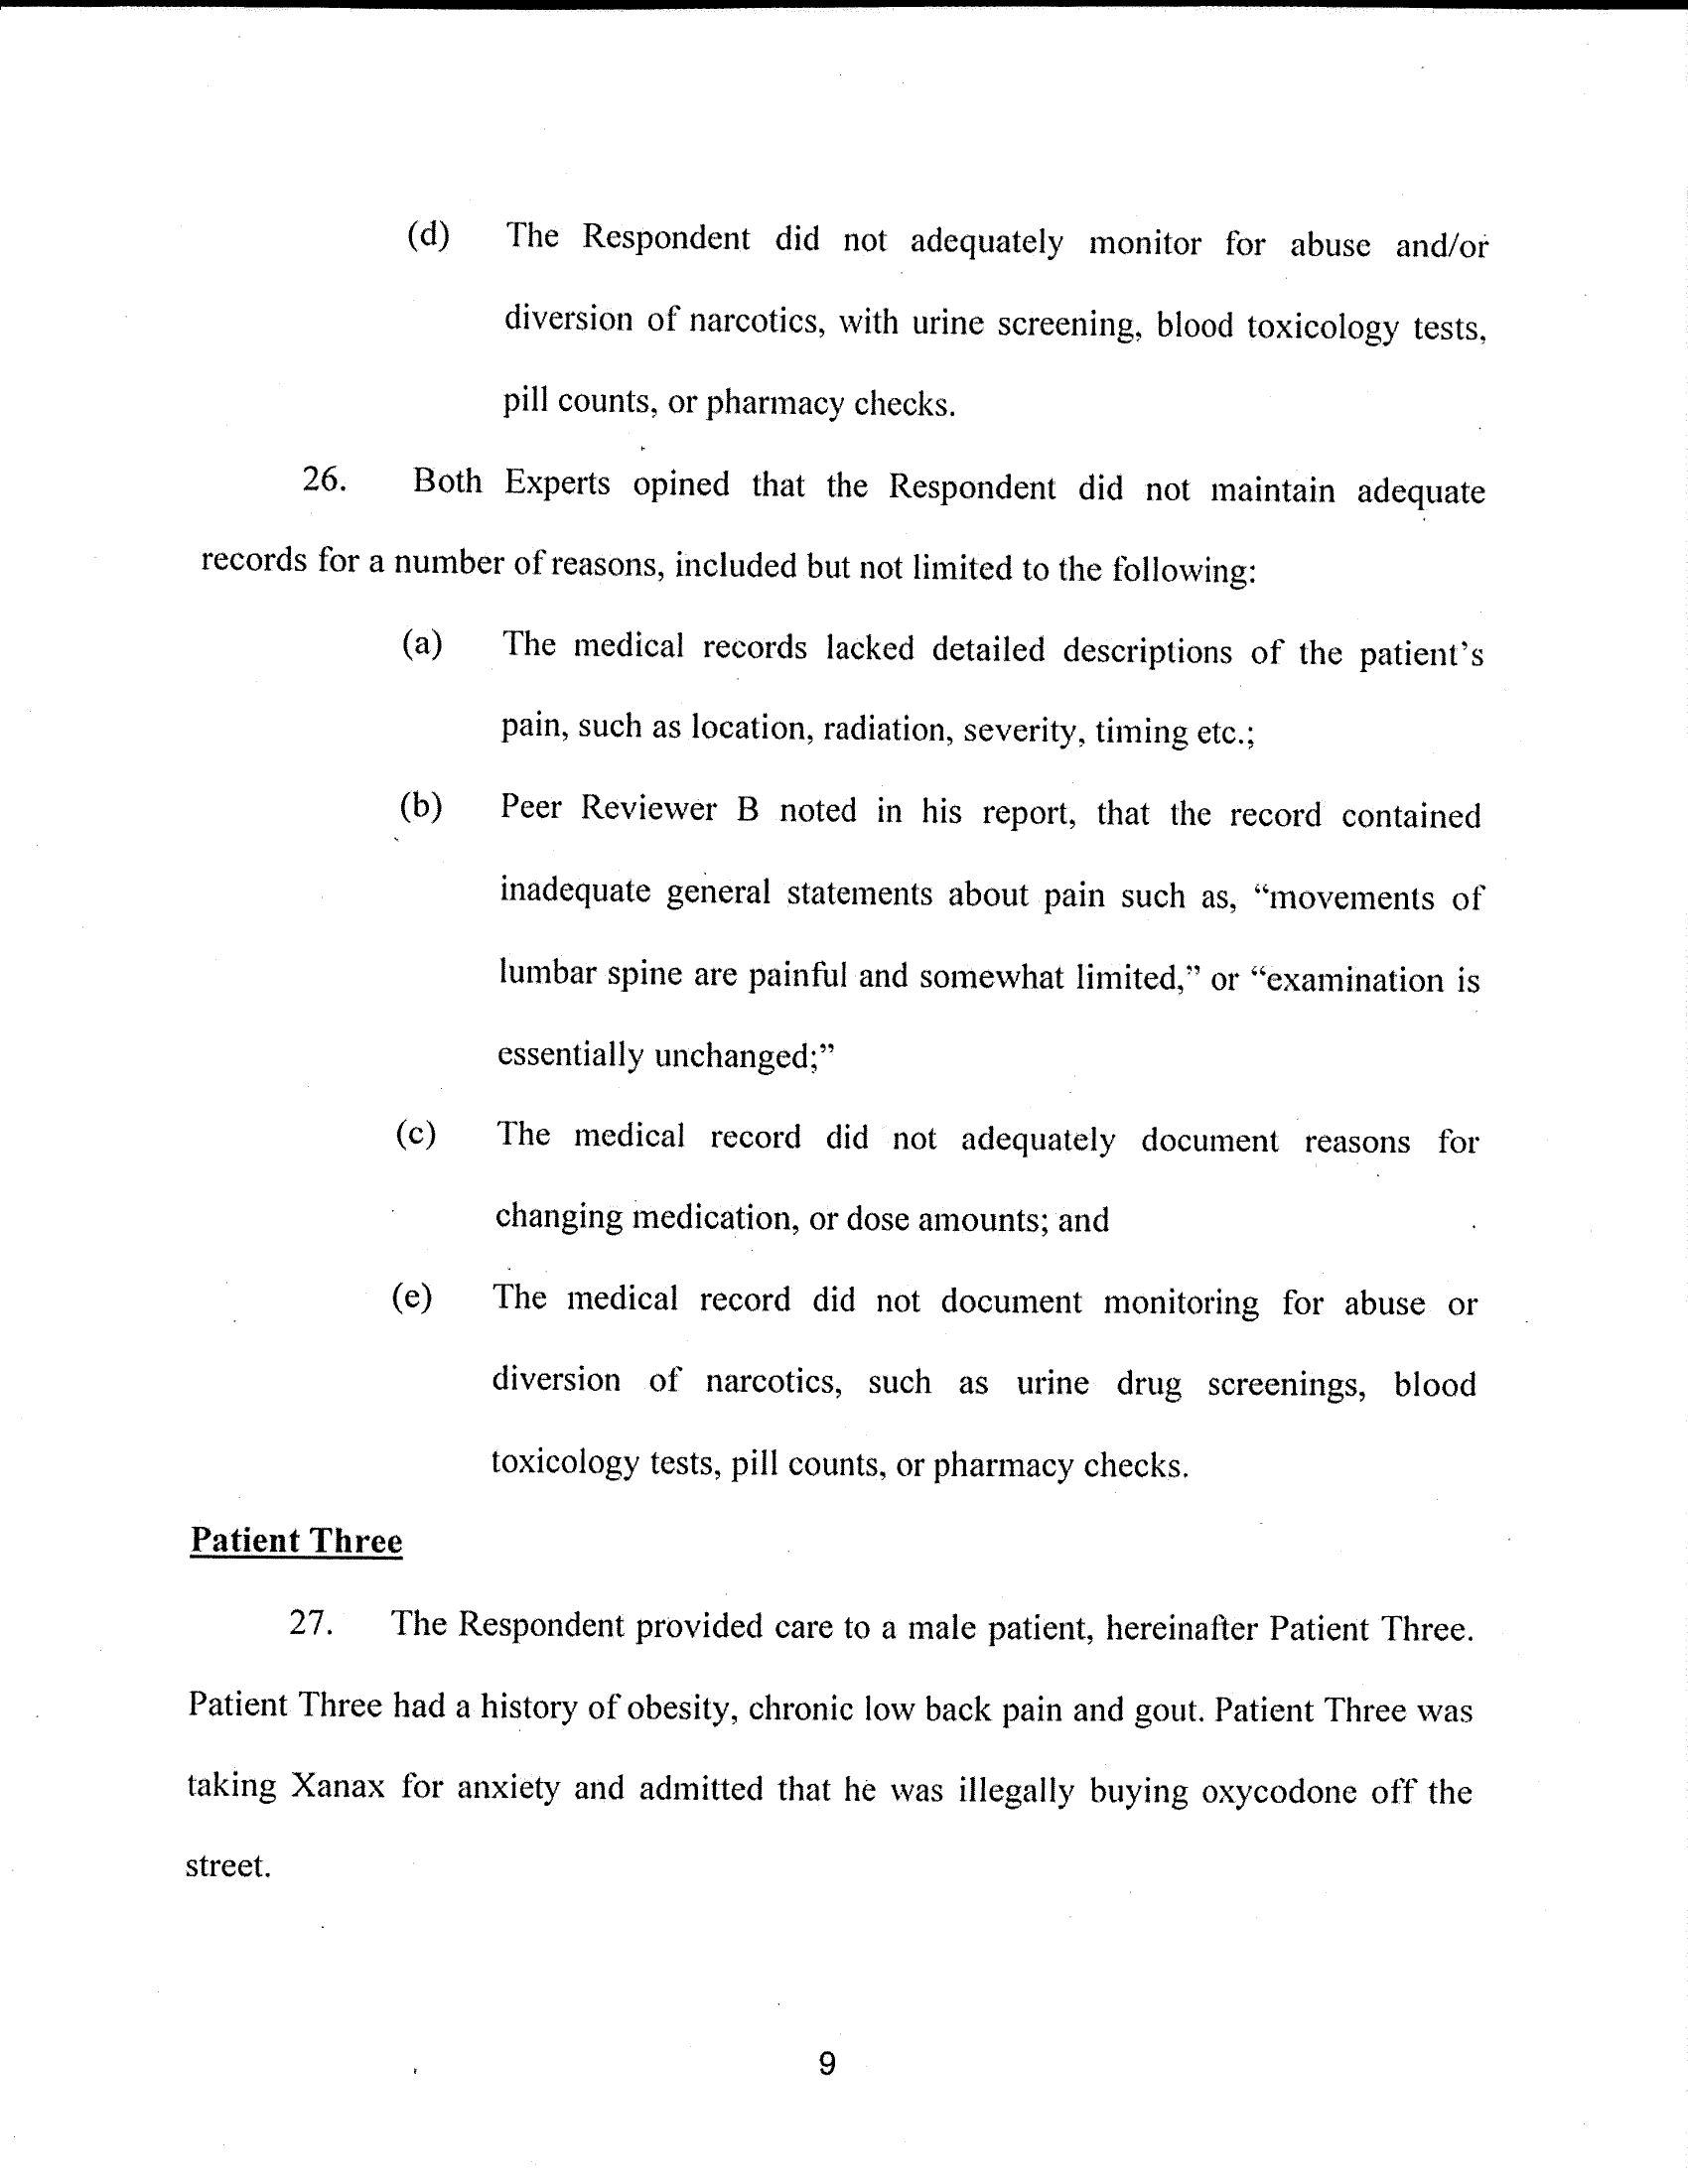 (d) The Respondent did not adequately monitor for abuse and/or
diversion of narcotics, with urine screening, blood toxicology tests,
pill counts, or pharmacy checks.
26. Both Experts opined that the Respondent did not maintain adequate
records for a number of reasons, included but not limited to the following:
(a) The medical records lacked detailed descriptions of the patient's
pain, such as location, radiation, severity, timing etc.;
(b) Peer Reviewer B noted in his report, that the record contained
inadequate general statements about pain such as, “movements of
lumbar spine are painful and somewhat limited,” or “examination is
essentially unchanged;”
(c) The medical record did not adequately document reasons for
changing medication, or dose amounts; and
(e) The medical record did not document monitoring for abuse or
diversion of narcotics, such as urine drug screenings, blood
toxicology tests, pill counts, or pharmacy checks.
Patient Three
27. The Respondent provided care to a male patient, hereinafter Patient Three.
Patient Three had a history of obesity, chronic low back pain and gout. Patient Three was
taking Xanax for anxiety and admitted that he was illegally buying oxycodone off the
street.
9